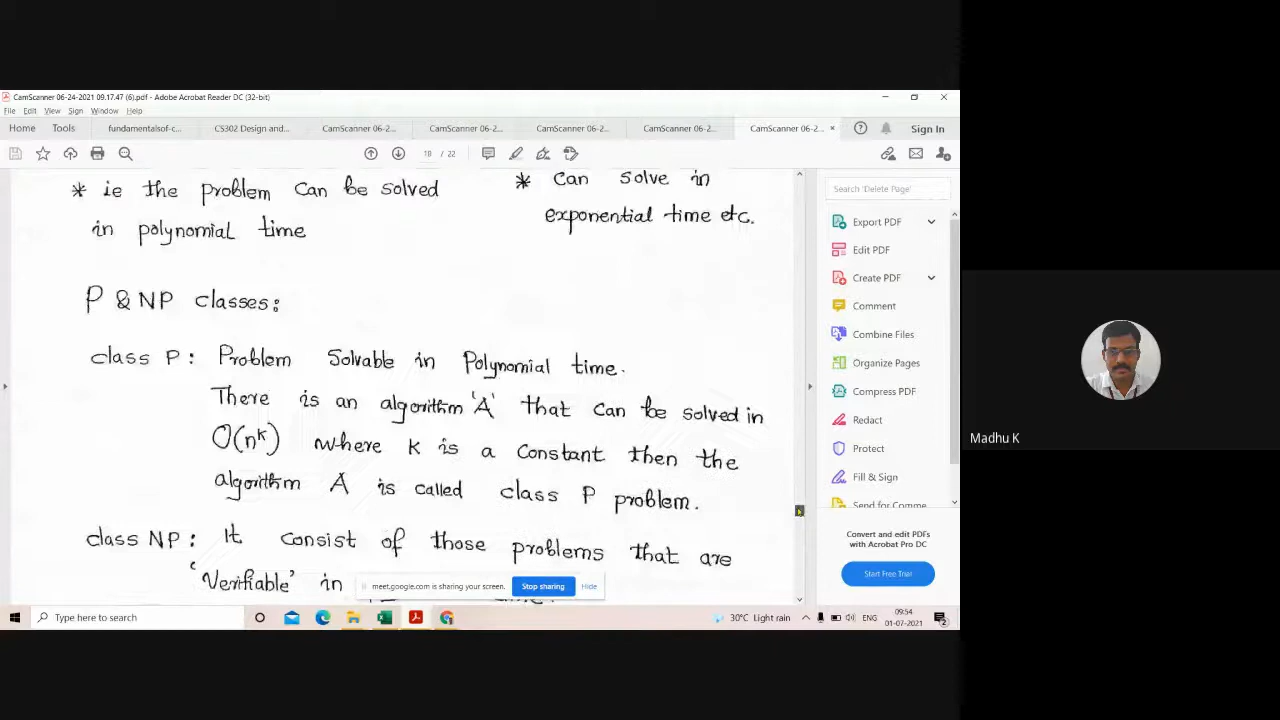 CamScanner 06-24-2021 09.17.47 (6).pdf - Adobe Acrobat Reader DC (32-bit)
File Edit View Sign Window Help
Home Tools fundamentalsof-c... CS302 Design and... CamScanner 06-2... CamScanner 06-2... CamScanner 06-2... CamScanner 06-2... CamScanner 06-2... × Sign In
19 / 22
* ie the problem can be solved
in polynomial time
* can solve in
exponential time etc.
P & NP classes:
class P: Problem Solvable in Polynomial time.
There is an algorithm 'A' that can be solved in
O(n^k) where k is a constant then the
algorithm A is called class P problem.
class NP: It consist of those problems that are
'Verifiable' in
meet.google.com is sharing your screen. Stop sharing Hide
Search 'Delete Page'
Export PDF
Edit PDF
Create PDF
Comment
Combine Files
Organize Pages
Compress PDF
Redact
Protect
Fill & Sign
Send for Comme
Convert and edit PDFs
with Acrobat Pro DC
Start Free Trial
Type here to search
30°C Light rain
ENG
09:54
01-07-2021
2
Madhu K